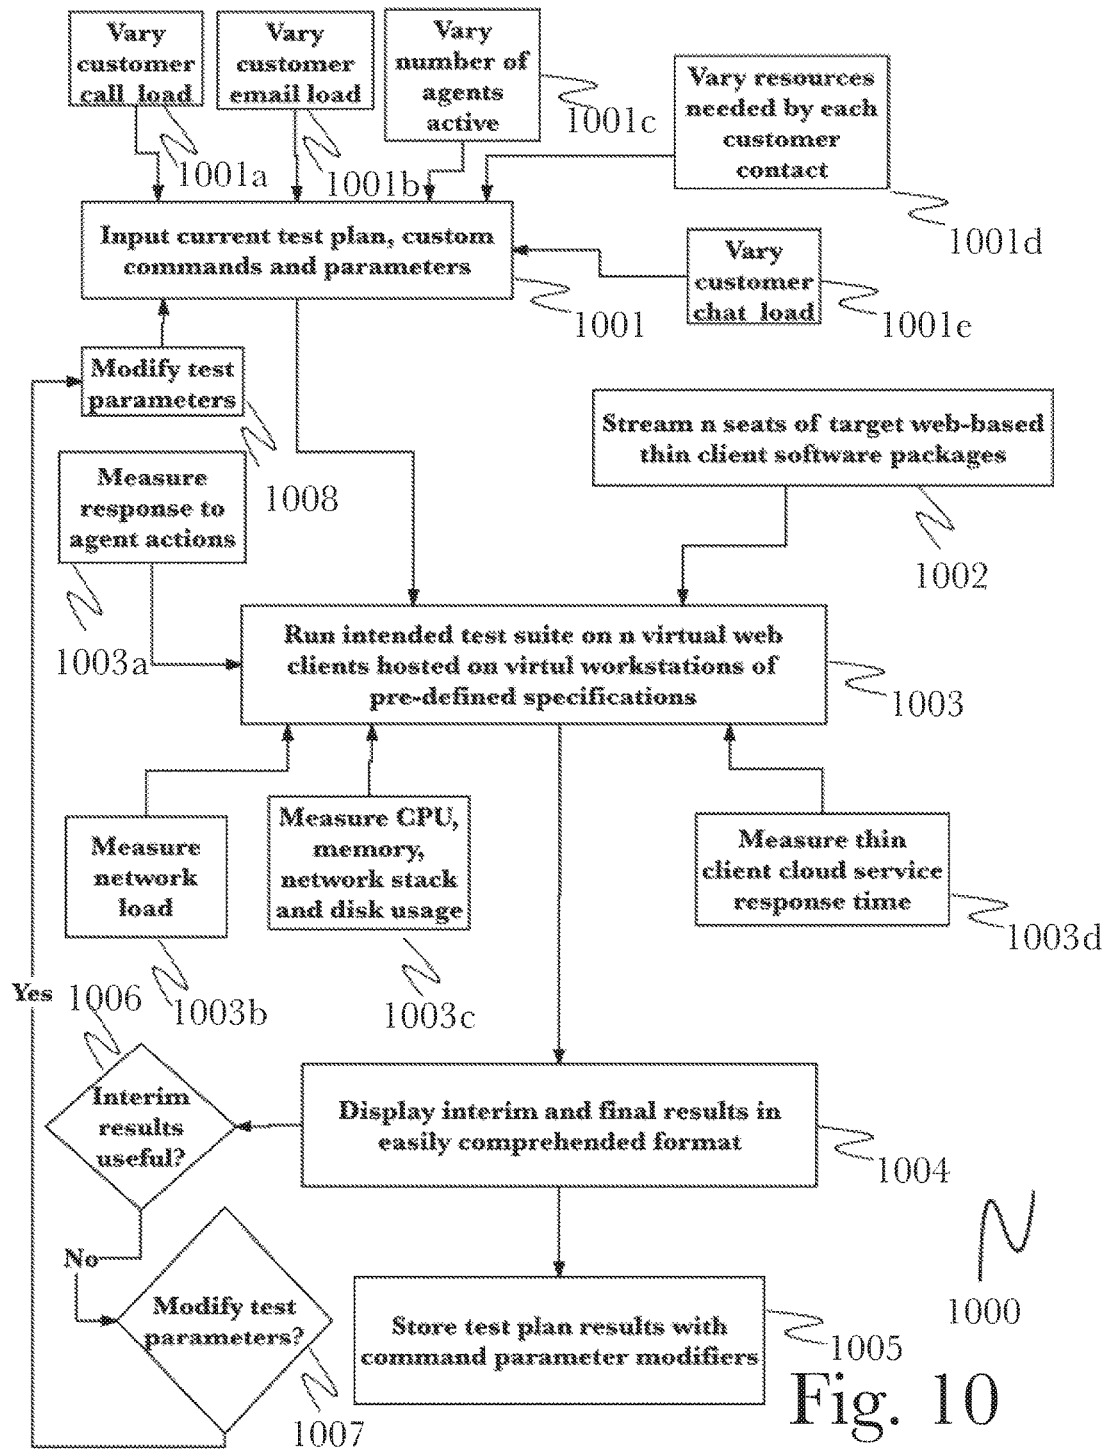 Vary
customer
call load
1001a
Vary
customer
email load
1001b
Vary
number of
agents
active
1001c
Vary resources
needed by each
customer
contact
1001d
Input current test plan, custom
commands and parameters
1001
Vary
customer
chat load
1001e
Modify test
parameters
1008
Stream n seats of target web-based
thin client software packages
1002
Measure
response to
agent actions
1003a
Run intended test suite on n virtual web
clients hosted on virtul workstations of
pre-defined specifications
1003
Measure
network
load
1003b
Measure CPU,
memory,
network stack
and disk usage
1003c
Measure thin
client cloud service
response time
1003d
Yes
1006
Interim
results
useful?
Display interim and final results in
easily comprehended format
1004
No
Modify test
parameters?
1007
Store test plan results with
command parameter modifiers
1005
1000
Fig. 10